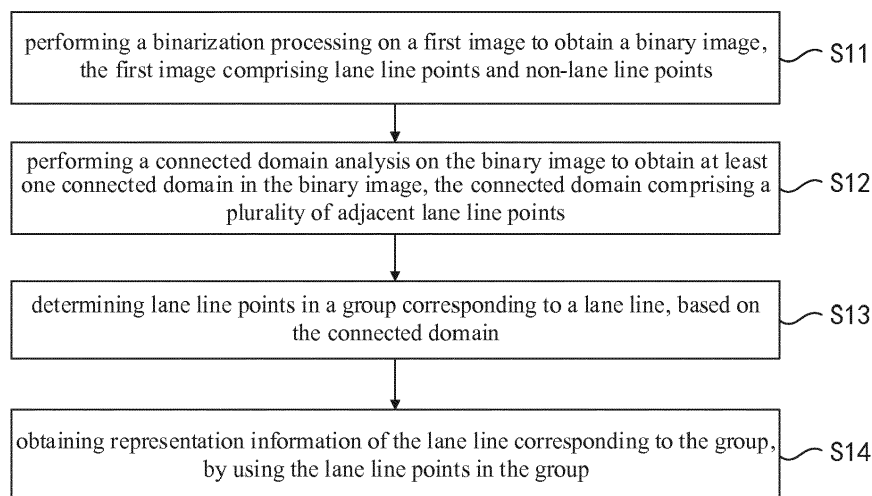 performing a binarization processing on a first image to obtain a binary image,
the first image comprising lane line points and non-lane line points
S11
performing a connected domain analysis on the binary image to obtain at least
one connected domain in the binary image, the connected domain comprising a
plurality of adjacent lane line points
S12
determining lane line points in a group corresponding to a lane line, based on
the connected domain
S13
obtaining representation information of the lane line corresponding to the group,
by using the lane line points in the group
S14